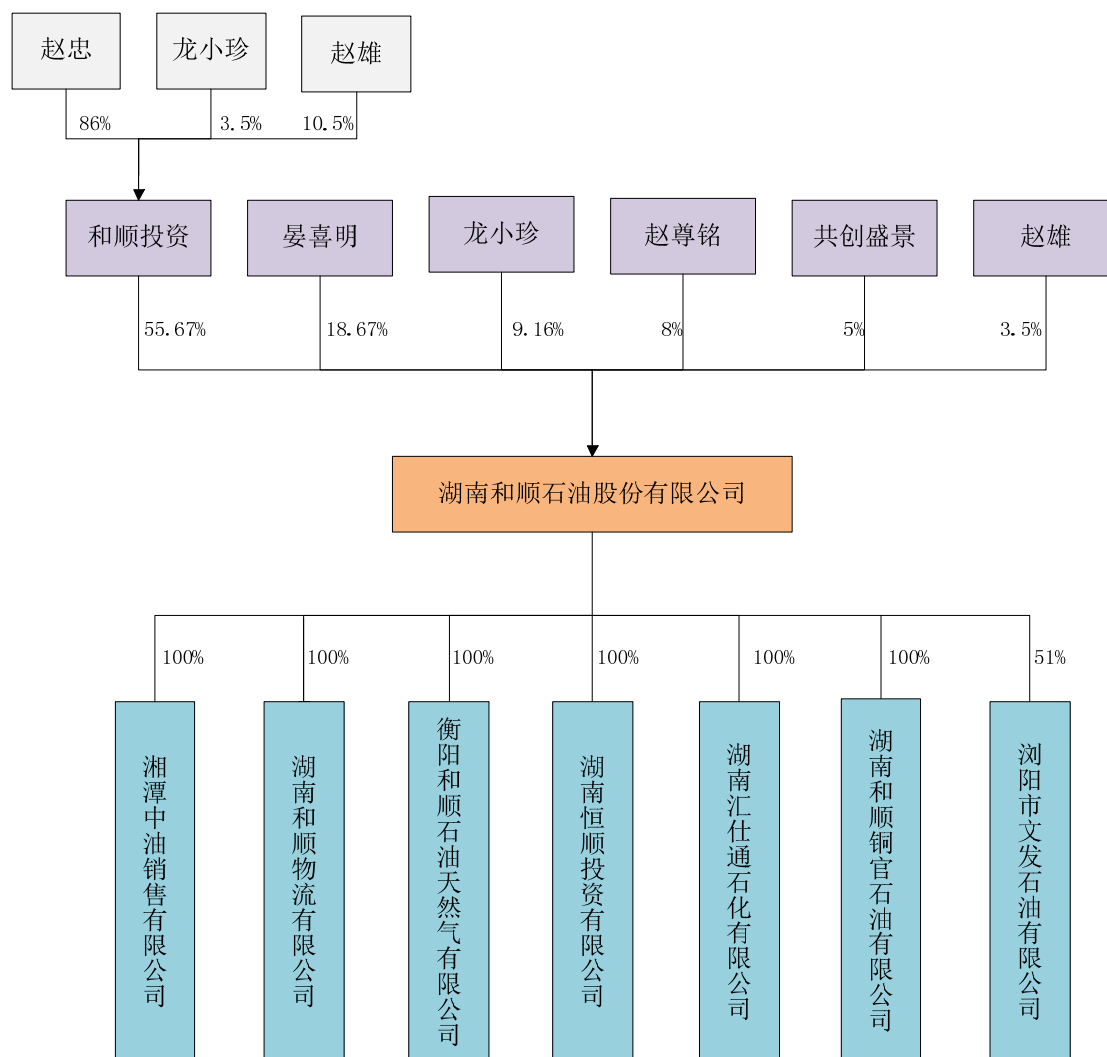 赵忠
龙小珍
赵雄
86%
3.5%
10.5%
和顺投资
晏喜明
龙小珍
赵尊铭
共创盛景
赵雄
55.67%
18.67%
9.16%
8%
5%
3.5%
湖南和顺石油股份有限公司
100%
100%
100%
100%
100%
100%
51%
湘潭中油销售有限公司
湖南和顺物流有限公司
衡阳和顺石油天然气有限公司
湖南恒顺投资有限公司
湖南汇仕通石化有限公司
湖南和顺铜官石油有限公司
浏阳市文发石油有限公司